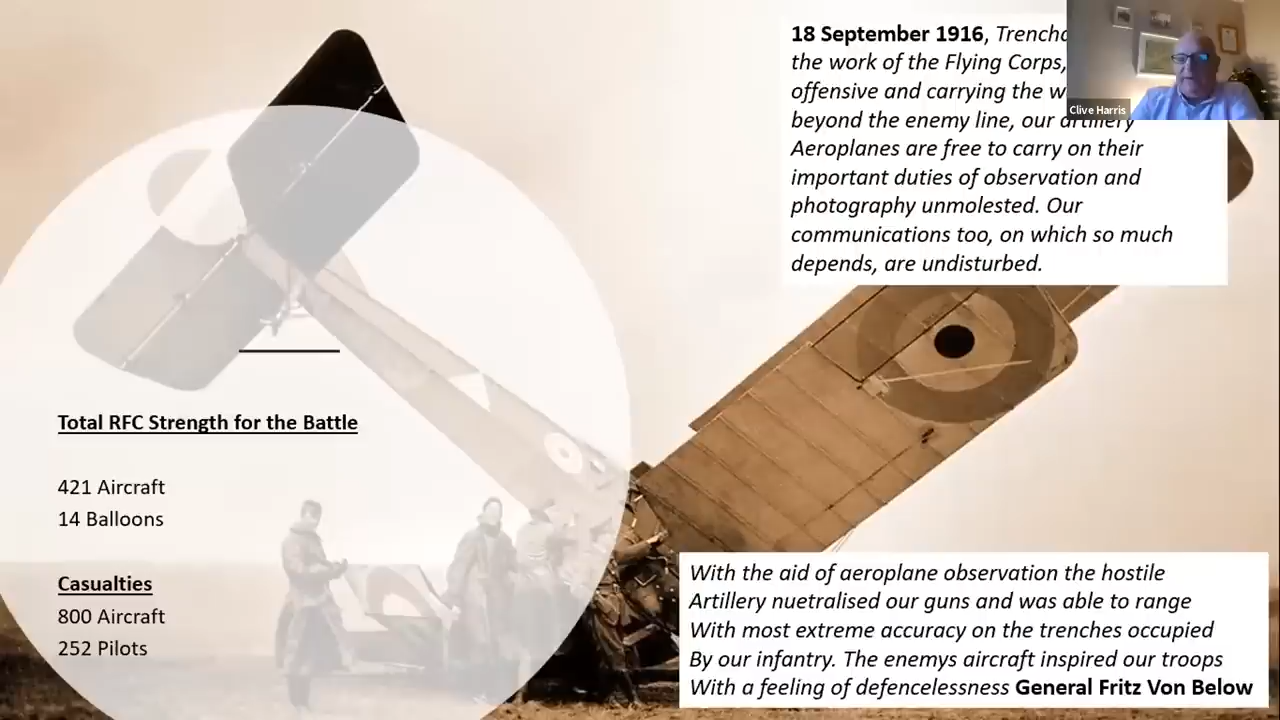 18 September 1916, Trench
the work of the Flying Corps,
offensive and carrying the
beyond the enemy line, our artillery
Aeroplanes are free to carry on their
important duties of observation and
photography unmolested. Our
communications too, on which so much
depends, are undisturbed.
Clive Harris
Total RFC Strength for the Battle
421 Aircraft
14 Balloons
Casualties
800 Aircraft
252 Pilots
With the aid of aeroplane observation the hostile
Artillery nuetralised our guns and was able to range
With most extreme accuracy on the trenches occupied
By our infantry. The enemys aircraft inspired our troops
With a feeling of defencelessness General Fritz Von Below